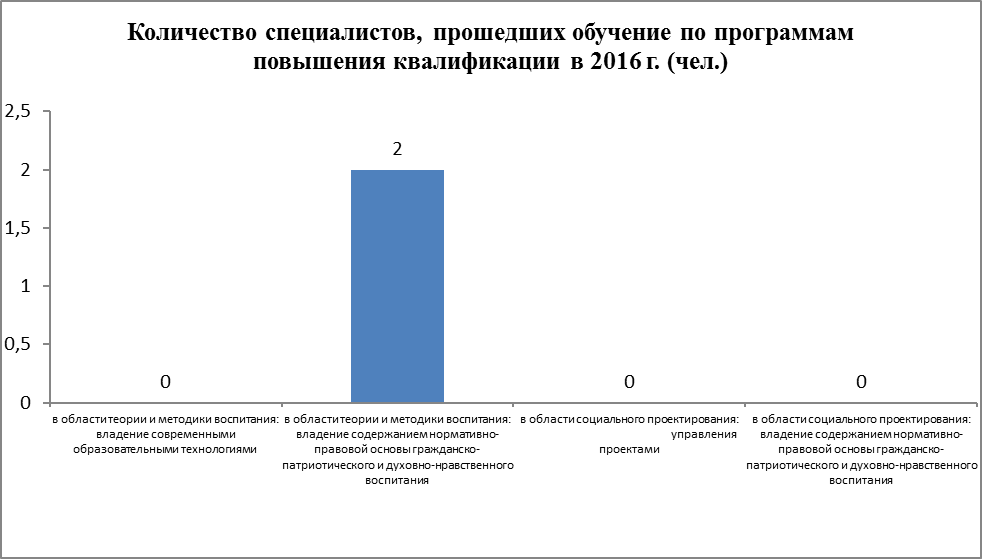 Количество специалистов, прошедших обучение по программам
повышения квалификации в 2016 г. (чел.)
2,5
2
1,5
1
0,5
0
0
2
0
0
в области теории и методики воспитания:
владение современными
образовательными технологиями
в области теории и методики воспитания:
владение содержанием нормативно-
правовой основы гражданско-
патриотического и духовно-нравственного
воспитания
в области социального проектирования:
управления
проектами
в области социального проектирования:
владение содержанием нормативно-
правовой основы гражданско-
патриотического и духовно-нравственного
воспитания